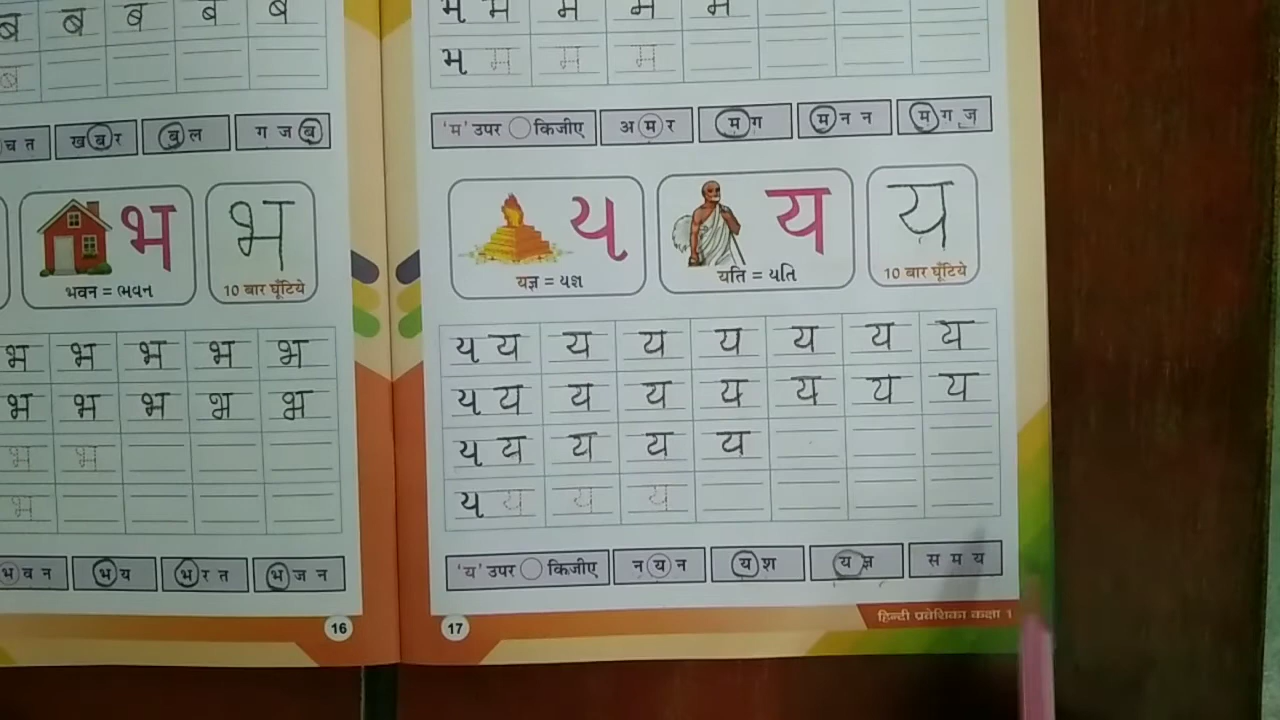 ब ब ब ब ब
ब
च त ख ब र ब ल ग ज ब
भ
भ
भवन = भवन
10 बार घूँटिये
भ भ भ भ भ
भ भ भ भ भ
भ भ
भ
भ व न भ य भ र त भ ज न
16
म म म म म
म म म म
'म' उपर किजीए अ म र म ग म न न म ग ज
य
य
य
यज्ञ = यज्ञ
यति = यति
10 बार घूँटिये
य य य य य य य य
य य य य य य य य
य य य य य
य य य य
'य' उपर किजीए न य न य श य ज्ञ स म य
17
हिन्दी प्रवेशिका कक्षा 1